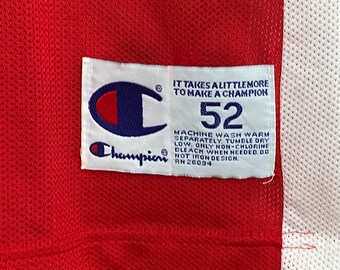 IT TAKES A LITTLE MORE
TO MAKE A CHAMPION
52
MACHINE WASH WARM
SEPARATELY. TUMBLE DRY
LOW. ONLY NON-CHLORINE
BLEACH WHEN NEEDED. DO
NOT IRON DESIGN.
RN 26094
Champion